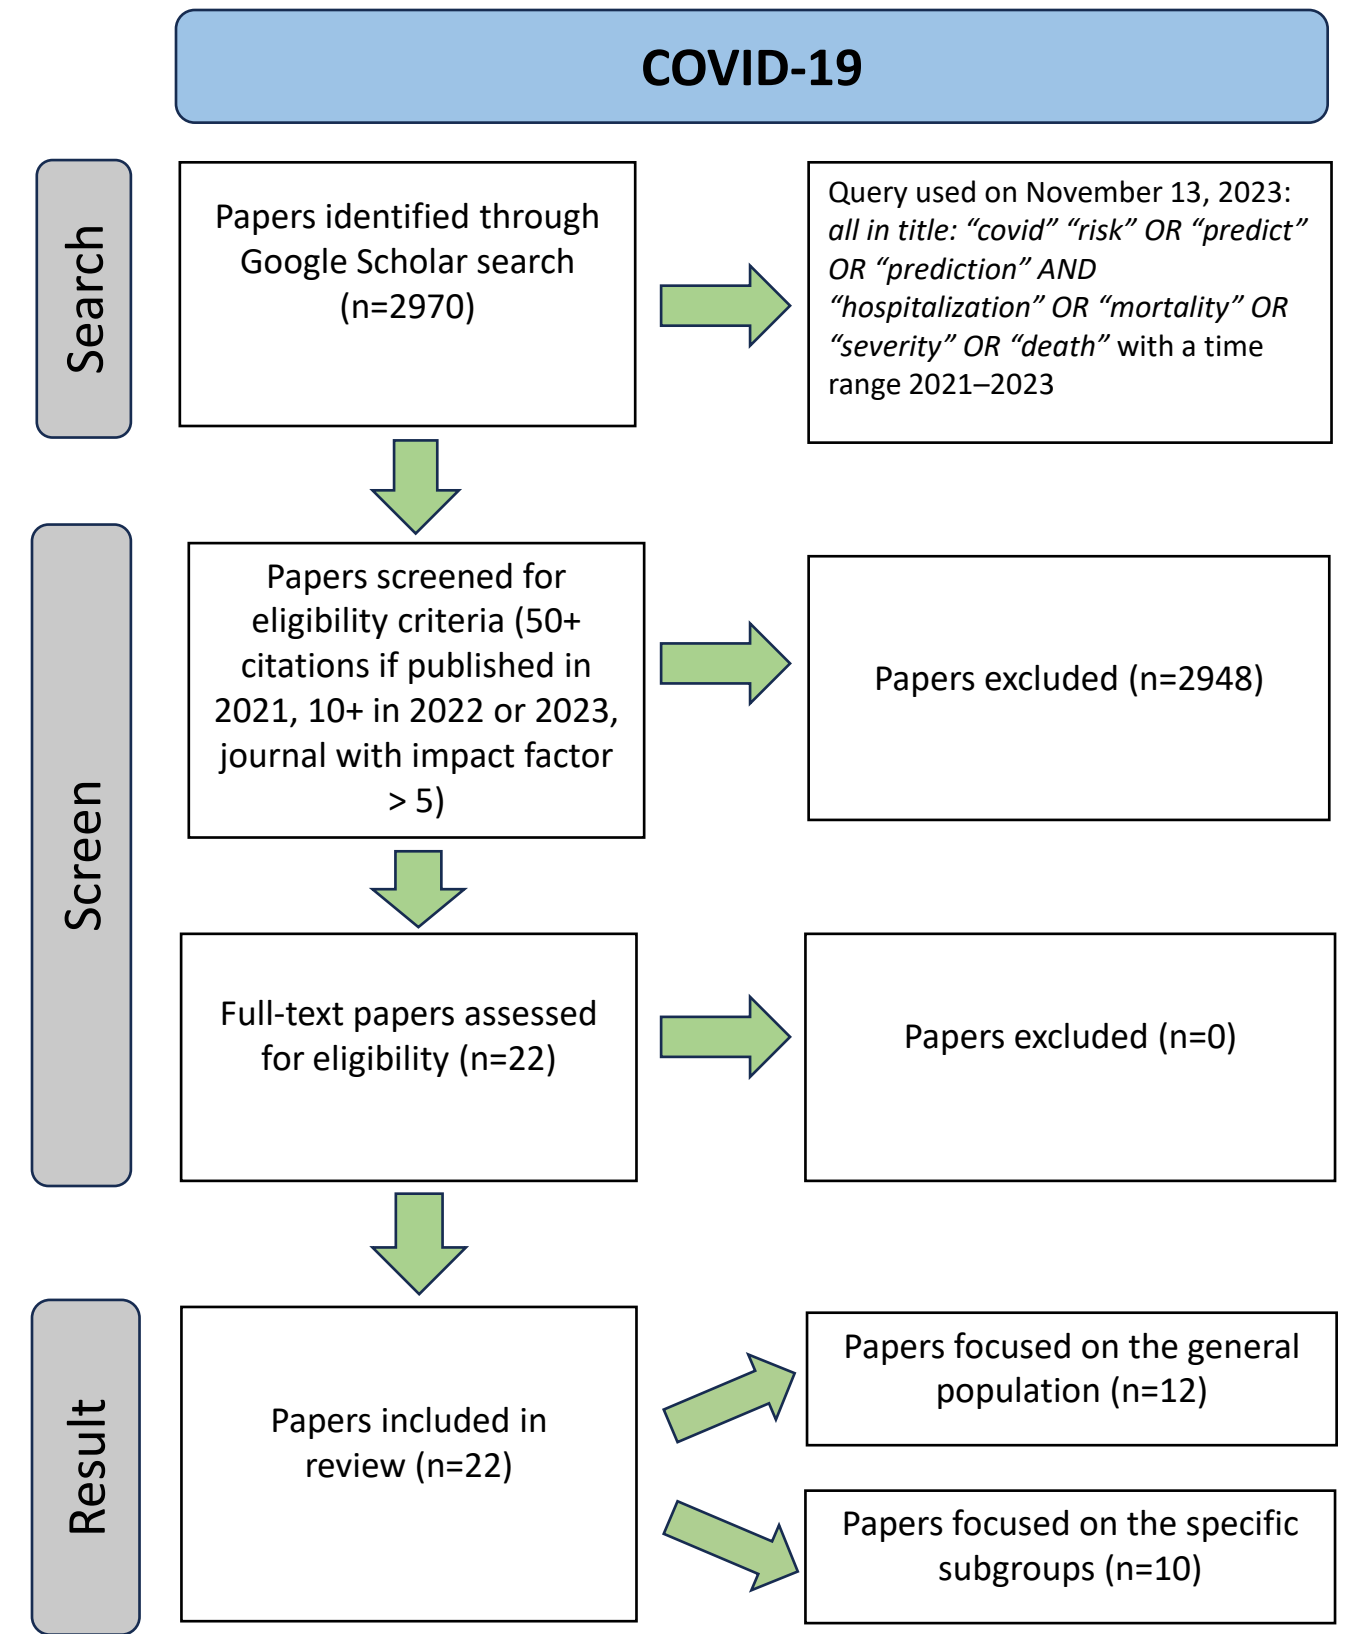 COVID-19
Search
Papers identified through
Google Scholar search
(n=2970)
Query used on November 13, 2023:
all in title: “covid” “risk” OR “predict”
OR “prediction” AND
“hospitalization” OR “mortality” OR
“severity” OR “death” with a time
range 2021–2023
Screen
Papers screened for
eligibility criteria (50+
citations if published in
2021, 10+ in 2022 or 2023,
journal with impact factor
> 5)
Papers excluded (n=2948)
Full-text papers assessed
for eligibility (n=22)
Papers excluded (n=0)
Result
Papers included in
review (n=22)
Papers focused on the general
population (n=12)
Papers focused on the specific
subgroups (n=10)